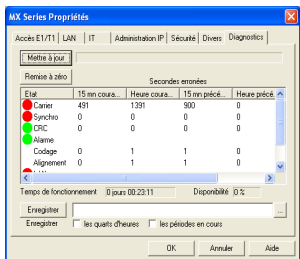 MX Series Propriétés
Accès E1/T1 LAN IT Administration IP Sécurité Divers Diagnostics
Mettre à jour
Remise à zéro
Secondes erronées
Etat 15 mn coura... Heure coura... 15 mn précé... Heure précé.
Carrier 491 1391 900 0
Synchro 0 0 0 0
CRC 0 0 0 0
Alarme
Codage 0 1 1 0
Alignement 0 1 1 0
Temps de fonctionnement 0 jours 00:23:11 Disponibilité 0 %
Enregistrer ...
Enregistrer les quarts d'heures les périodes en cours
OK Annuler Aide